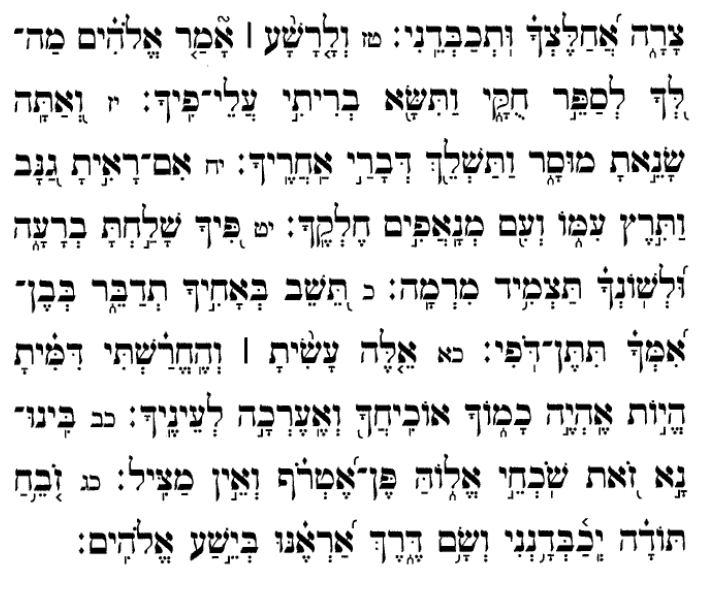 צָרָ֑ה אֲ֝חַלֶּצְךָ֗ וּֽתְכַבְּדֵֽנִי׃ טז וְלָ֤רָשָׁ֨ע ׀ אָ֘מַ֤ר אֱלֹהִ֗ים מַה־
לְּ֭ךָ לְסַפֵּ֣ר חֻקָּ֑י וַתִּשָּׂ֖א בְרִיתִ֣י עֲלֵי־פִֽיךָ׃ יז וְ֭אַתָּה
שָׂנֵ֣אתָ מוּסָ֑ר וַתַּשְׁלֵ֖ךְ דְּבָרַ֣י אַחֲרֶֽיךָ׃ יח אִם־רָאִ֣יתָ גַ֭נָּב
וַתִּ֣רֶץ עִמּ֑וֹ וְעִ֖ם מְנָאֲפִ֣ים חֶלְקֶֽךָ׃ יט פִּ֭יךָ שָׁלַ֣חְתָּ בְרָעָ֑ה
וּ֝לְשׁוֹנְךָ֗ תַּצְמִ֥יד מִרְמָֽה׃ כ תֵּ֭שֵׁב בְּאָחִ֣יךָ תְדַבֵּ֑ר בְּבֶֽן־
אִ֝מְּךָ֗ תִּתֶּן־דֹּֽפִי׃ כא אֵ֤לֶּה עָשִׂ֨יתָ ׀ וְֽהֶחֱרַ֗שְׁתִּי דִּמִּ֗יתָ
הֱֽיוֹת אֶֽהְיֶ֥ה כָמ֑וֹךָ אוֹכִיחֲךָ֖ וְאֶֽעֶרְכָ֣ה לְעֵינֶֽיךָ׃ כב בִּֽינוּ־
נָ֣א זֹ֭את שֹׁכְחֵ֣י אֱל֑וֹהַּ פֶּן־אֶ֝טְרֹ֗ף וְאֵ֣ין מַצִּֽיל׃ כג זֹבֵ֥חַ
תּוֹדָ֗ה יְֽכַ֫בְּדָ֥נְנִי וְשָׂ֥ם דֶּ֑רֶךְ אַ֝רְאֶ֗נּוּ בְּיֵ֣שַׁע אֱלֹהִֽים׃